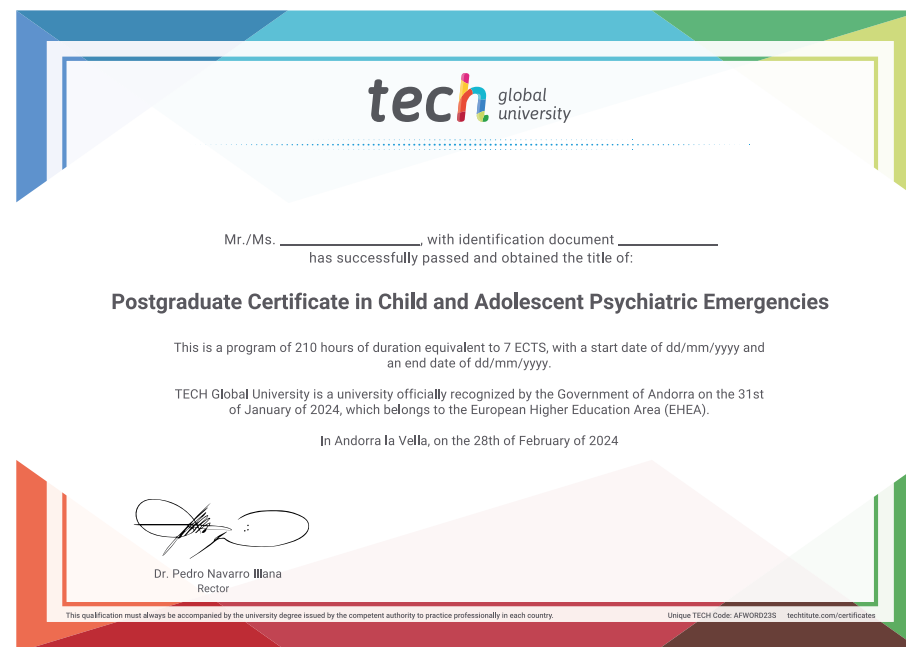 tech global
university
Mr./Ms. ____________, with identification document ____________
has successfully passed and obtained the title of:
Postgraduate Certificate in Child and Adolescent Psychiatric Emergencies
This is a program of 210 hours of duration equivalent to 7 ECTS, with a start date of dd/mm/yyyy and
an end date of dd/mm/yyyy.
TECH Global University is a university officially recognized by the Government of Andorra on the 31st
of January of 2024, which belongs to the European Higher Education Area (EHEA).
In Andorra la Vella, on the 28th of February of 2024
Dr. Pedro Navarro Illana
Rector
This qualification must always be accompanied by the university degree issued by the competent authority to practice professionally in each country.
Unique TECH Code: AFWORD23S techtitute.com/certificates